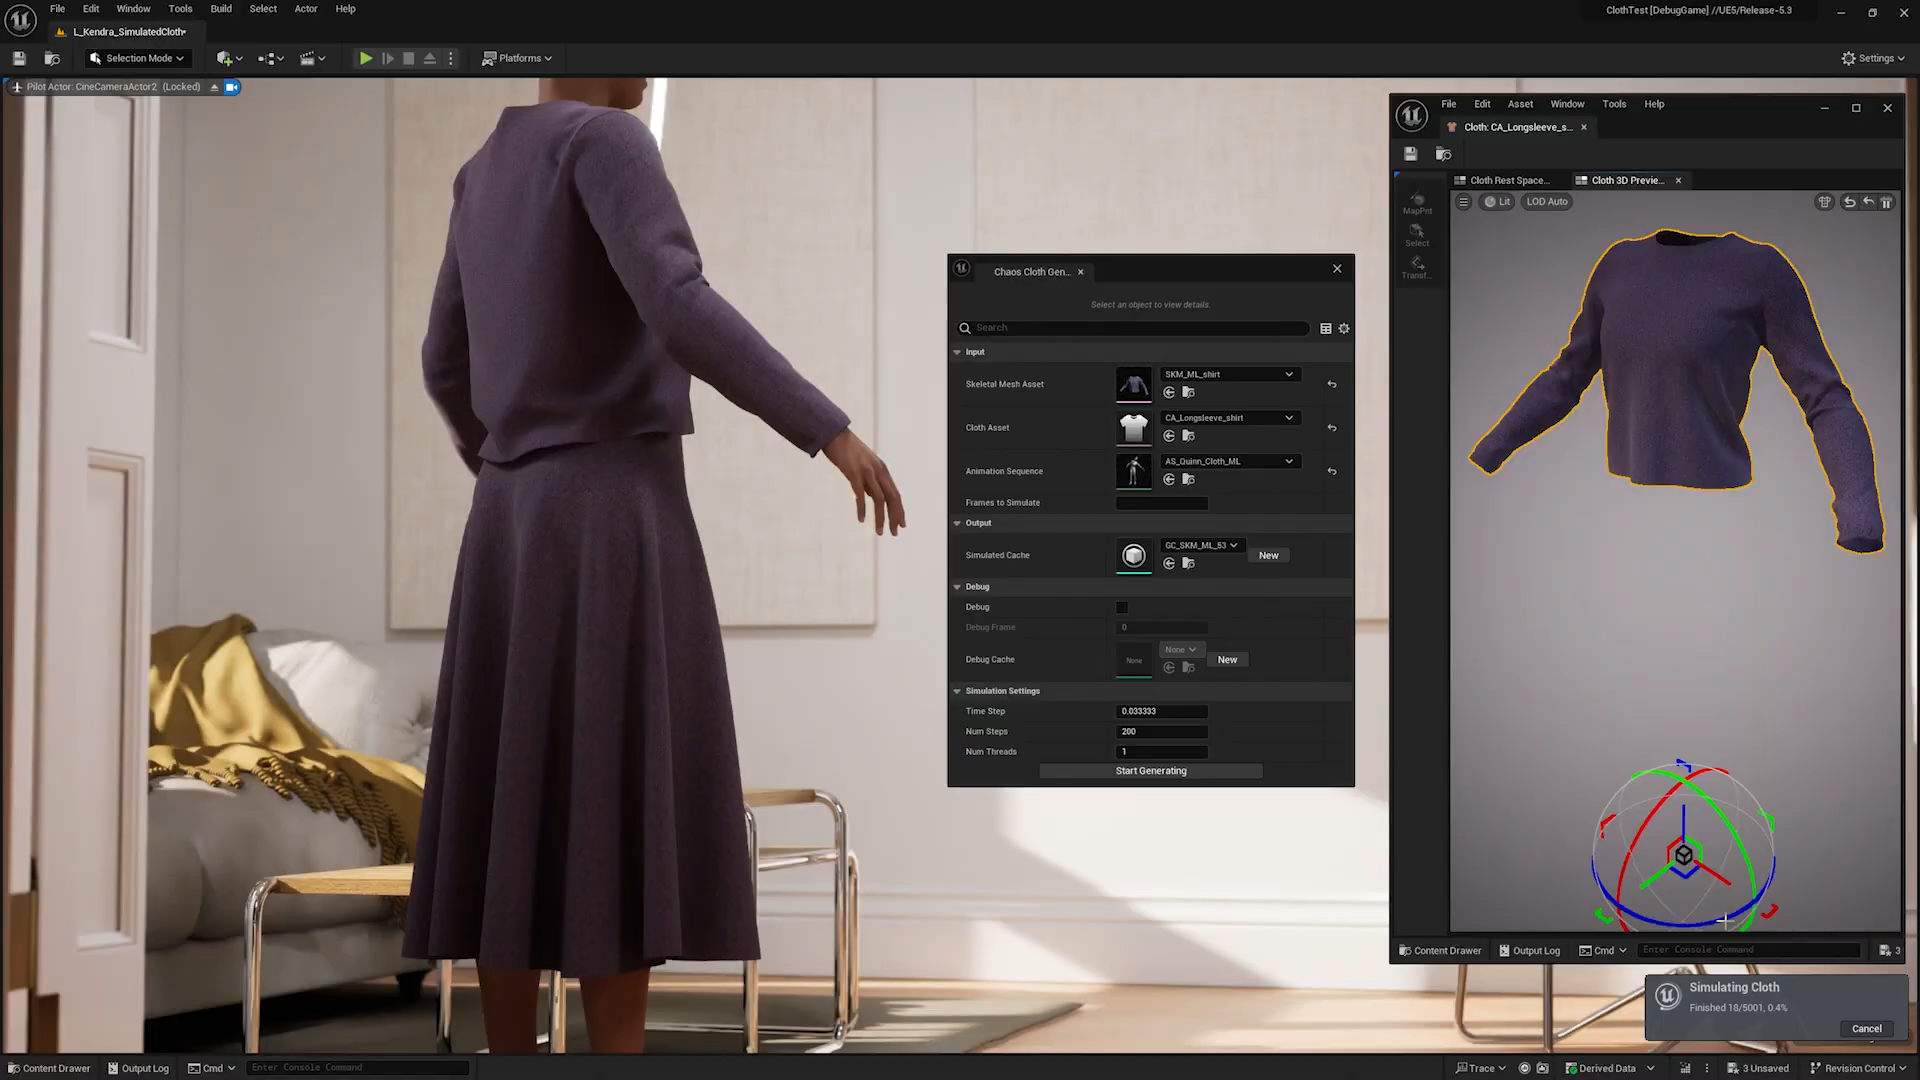 File Edit Window Tools Build Select Actor Help
ClothTest [DebugGame] //UE5/Release-5.3
L_Kendra_SimulatedCloth*
Selection Mode
Platforms
Settings
Pilot Actor: CineCameraActor2 (Locked)
File Edit Asset Window Tools Help
Cloth: CA_Longsleeve_s...
Cloth Rest Space...
Cloth 3D Previe...
Lit
LOD Auto
MapPnt
Select
Transf...
Chaos Cloth Gen...
Select an object to view details.
Search
Input
Skeletal Mesh Asset
SKM_ML_shirt
Cloth Asset
CA_Longsleeve_shirt
Animation Sequence
AS_Quinn_Cloth_ML
Frames to Simulate
Output
Simulated Cache
GC_SKM_ML_53
New
Debug
Debug
Debug Frame
0
Debug Cache
None
None
New
Simulation Settings
Time Step
0.033333
Num Steps
200
Num Threads
1
Start Generating
Content Drawer
Output Log
Cmd
Enter Console Command
3
Simulating Cloth
Finished 18/5001, 0.4%
Cancel
Content Drawer
Output Log
Cmd
Enter Console Command
Trace
Derived Data
3 Unsaved
Revision Control